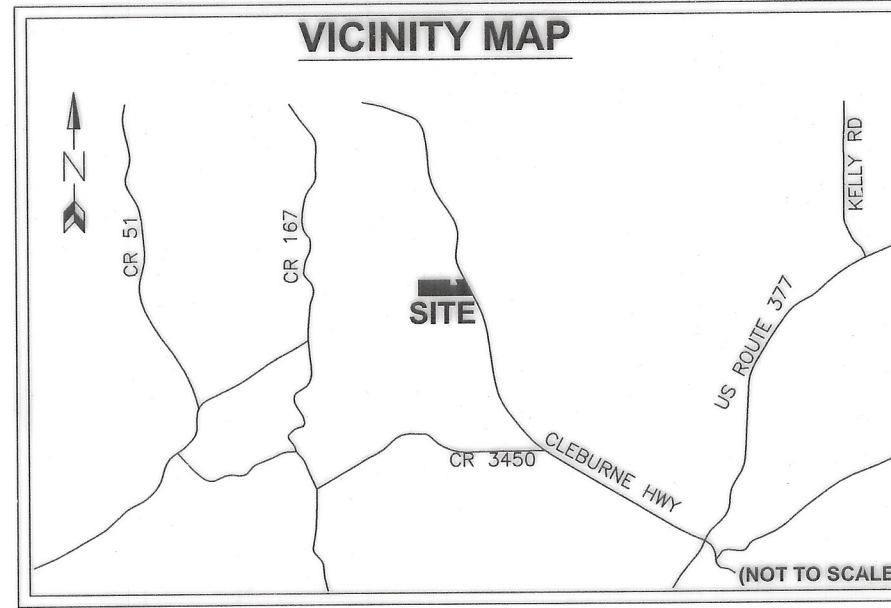 VICINITY MAP
N
CR 51
CR 167
KELLY RD
SITE
US ROUTE 377
CR 3450
CLEBURNE HWY
(NOT TO SCALE